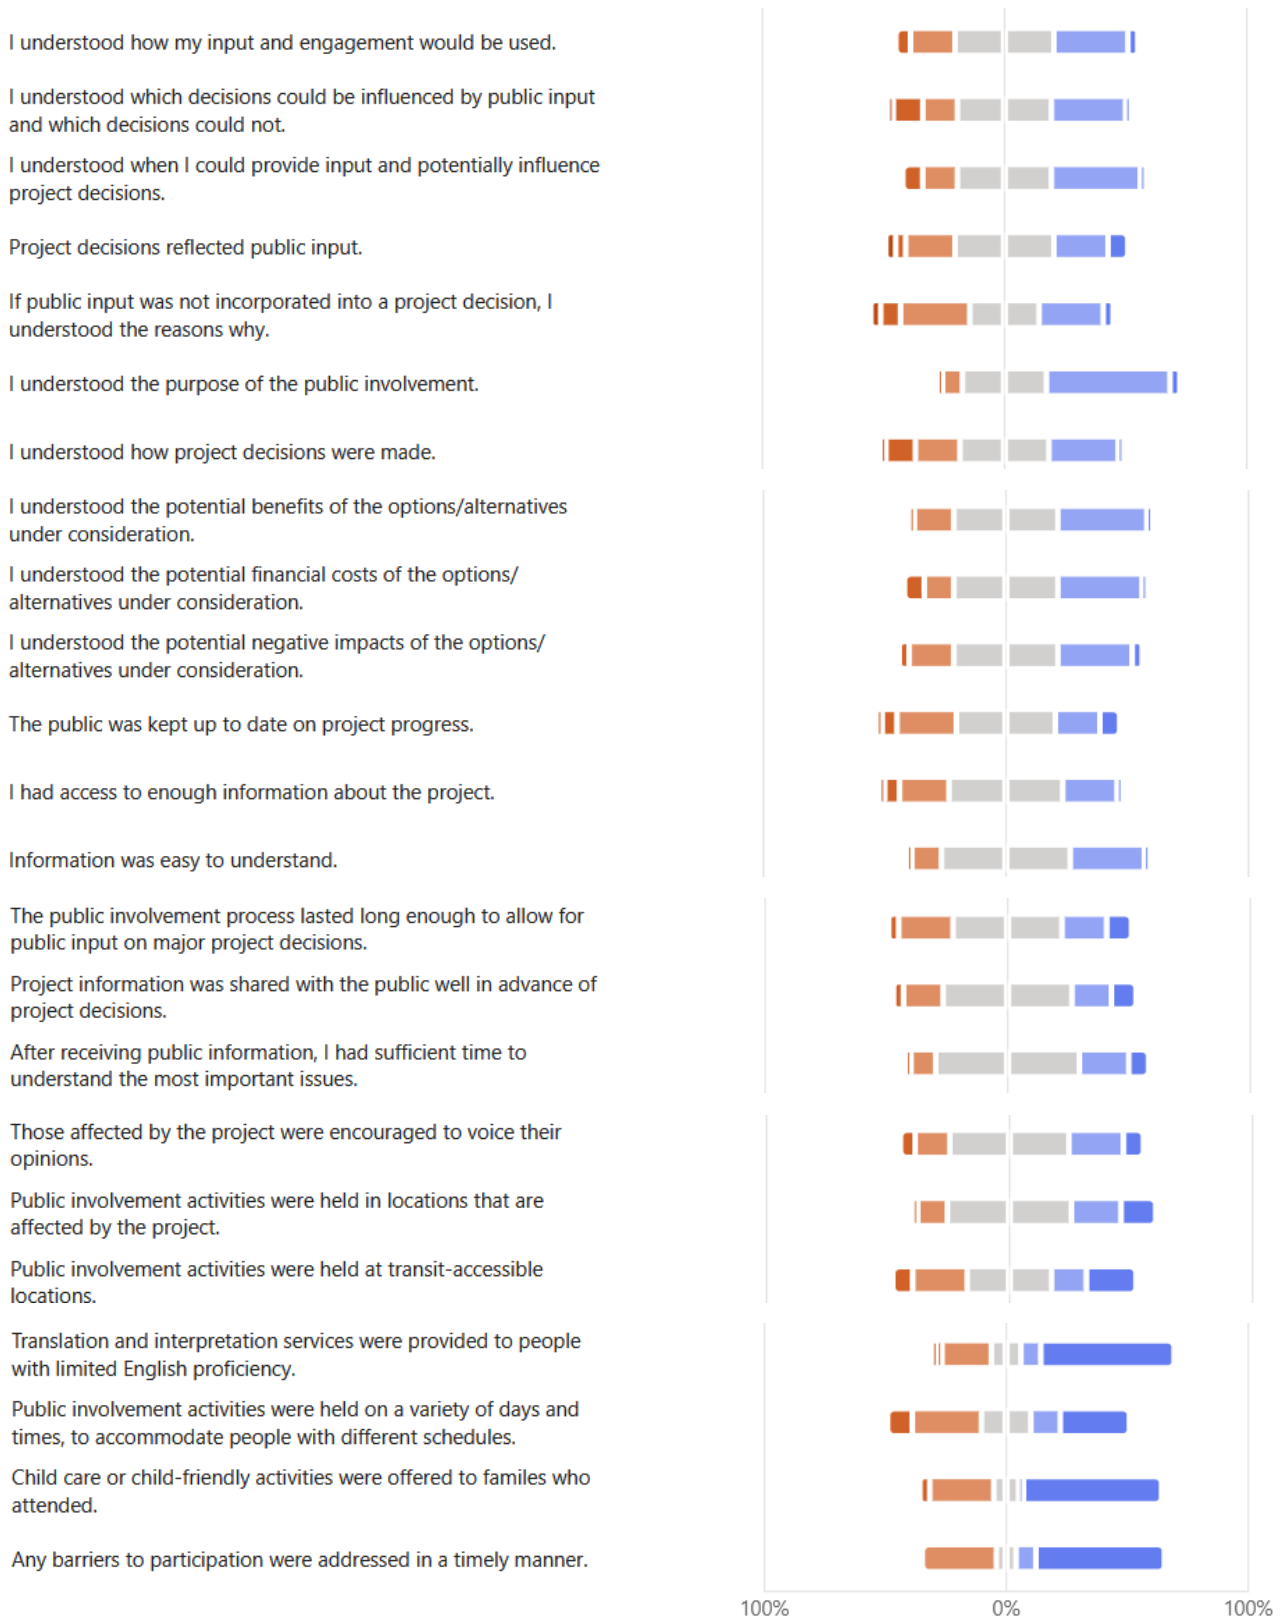 I understood how my input and engagement would be used.
I understood which decisions could be influenced by public input
and which decisions could not.
I understood when I could provide input and potentially influence
project decisions.
Project decisions reflected public input.
If public input was not incorporated into a project decision, I
understood the reasons why.
I understood the purpose of the public involvement.
I understood how project decisions were made.
I understood the potential benefits of the options/alternatives
under consideration.
I understood the potential financial costs of the options/
alternatives under consideration.
I understood the potential negative impacts of the options/
alternatives under consideration.
The public was kept up to date on project progress.
I had access to enough information about the project.
Information was easy to understand.
The public involvement process lasted long enough to allow for
public input on major project decisions.
Project information was shared with the public well in advance of
project decisions.
After receiving public information, I had sufficient time to
understand the most important issues.
Those affected by the project were encouraged to voice their
opinions.
Public involvement activities were held in locations that are
affected by the project.
Public involvement activities were held at transit-accessible
locations.
Translation and interpretation services were provided to people
with limited English proficiency.
Public involvement activities were held on a variety of days and
times, to accommodate people with different schedules.
Child care or child-friendly activities were offered to familes who
attended.
Any barriers to participation were addressed in a timely manner.
100% 0% 100%